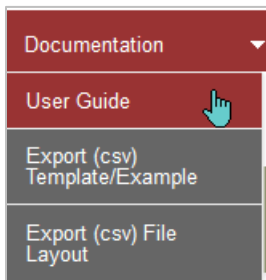 Documentation
User Guide
Export (csv)
Template/Example
Export (csv) File
Layout